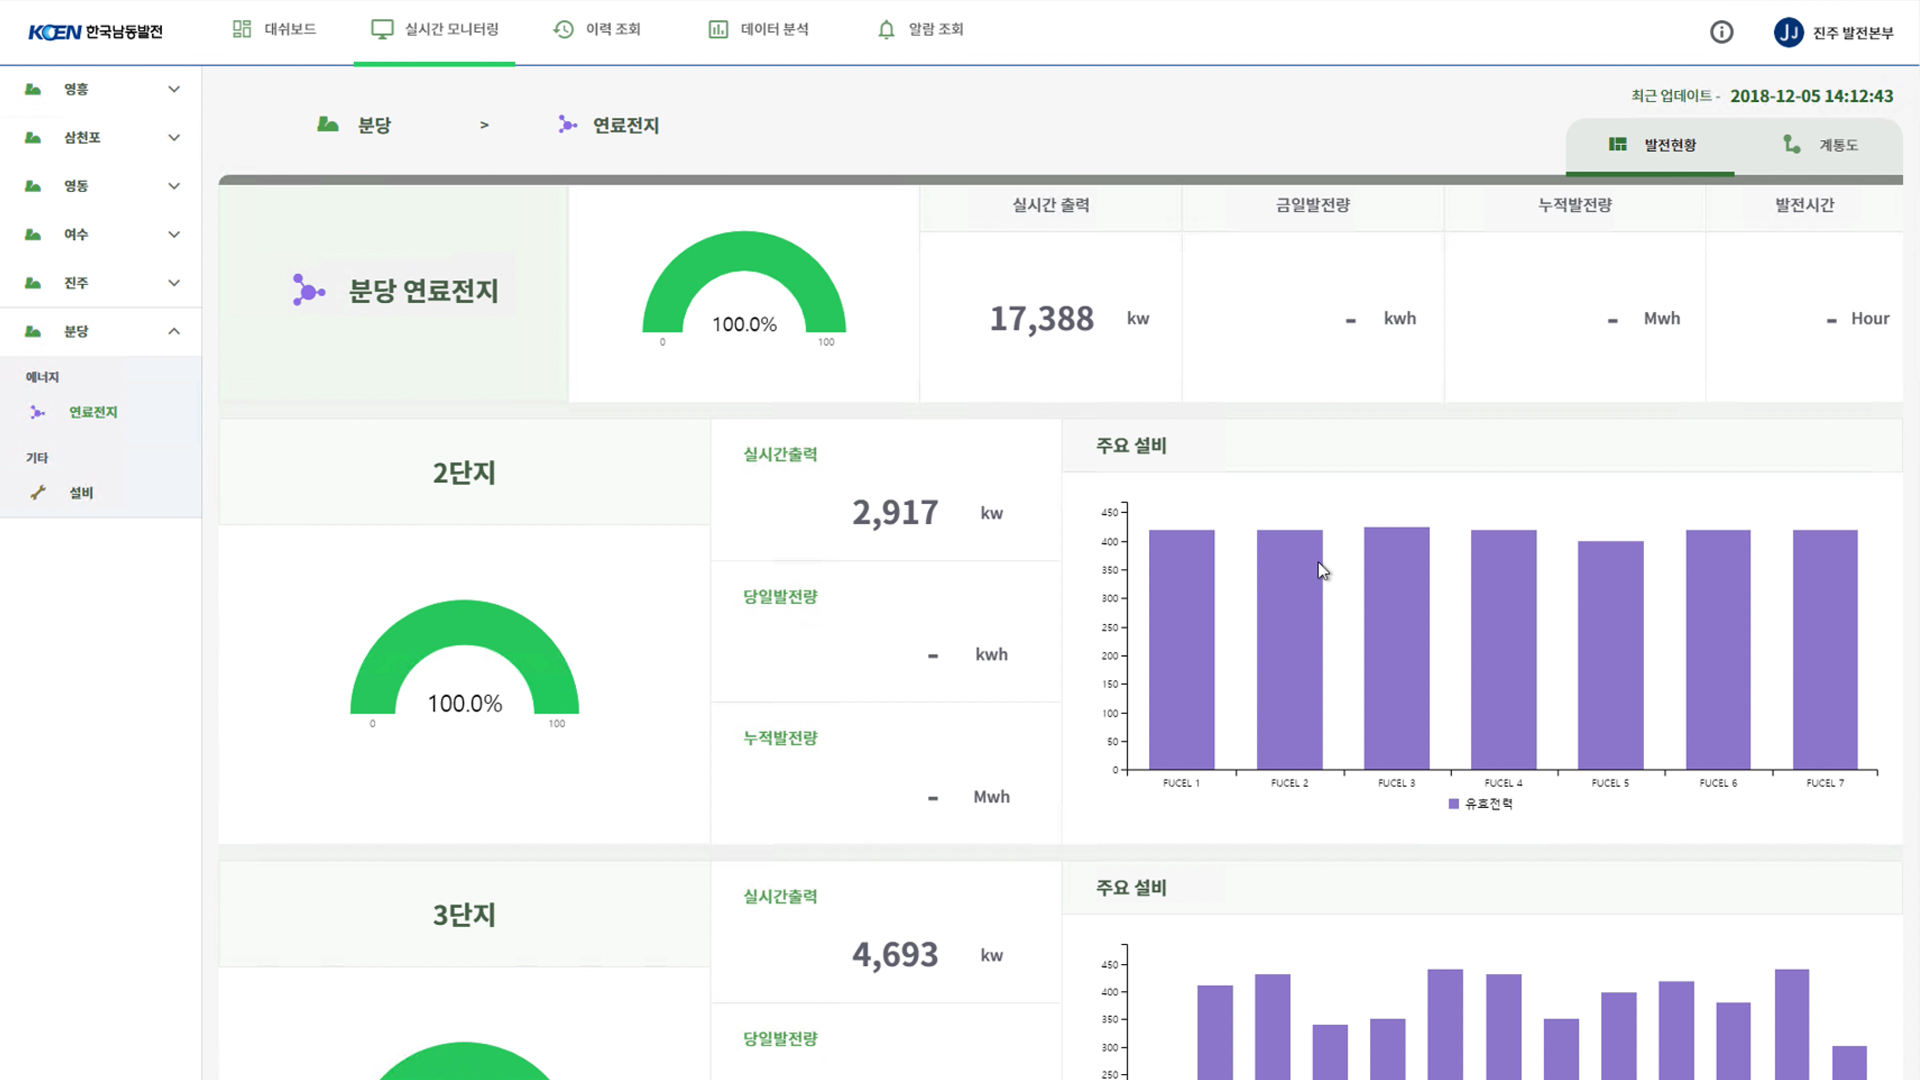 KOEN 한국남동발전
대쉬보드
실시간 모니터링
이력 조회
데이터 분석
알람 조회
JJ 진주 발전본부
영흥
삼천포
영동
여수
진주
분당
에너지
연료전지
기타
설비
최근 업데이트 - 2018-12-05 14:12:43
분당 > 연료전지
발전현황
계통도
분당 연료전지
100.0%
0 100
실시간 출력
17,388 kw
금일발전량
- kwh
누적발전량
- Mwh
발전시간
- Hour
2단지
100.0%
0 100
실시간출력
2,917 kw
당일발전량
- kwh
누적발전량
- Mwh
주요 설비
450
400
350
300
250
200
150
100
50
0
FUCEL 1 FUCEL 2 FUCEL 3 FUCEL 4 FUCEL 5 FUCEL 6 FUCEL 7
유효전력
3단지
실시간출력
4,693 kw
당일발전량
주요 설비
450
400
350
300
250